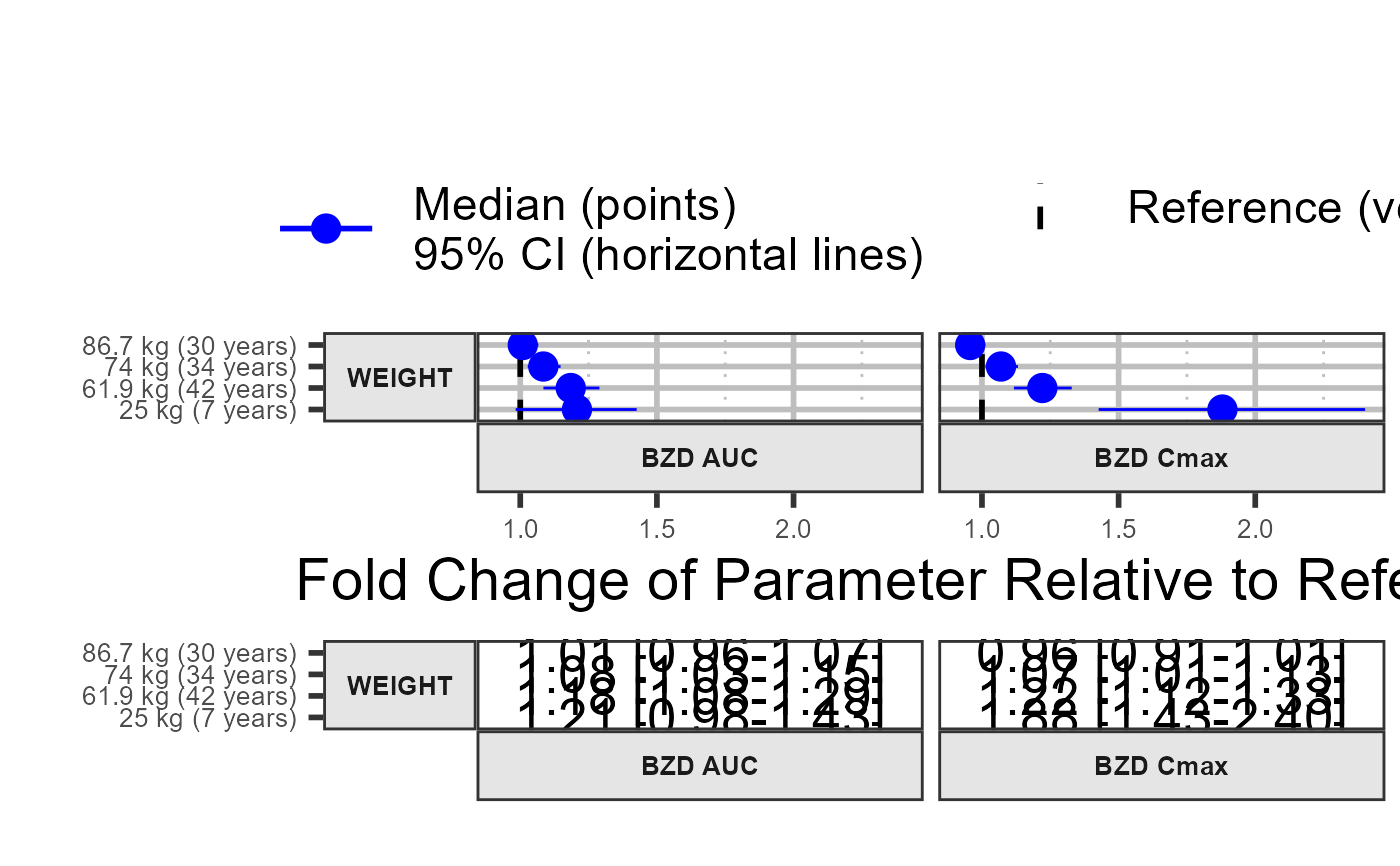 Median (points)
95% CI (horizontal lines)
Reference (ve
86.7 kg (30 years)
74 kg (34 years)
61.9 kg (42 years)
25 kg (7 years)
WEIGHT
BZD AUC
BZD Cmax
1.0 1.5 2.0
1.0 1.5 2.0
Fold Change of Parameter Relative to Refe
86.7 kg (30 years)
74 kg (34 years)
61.9 kg (42 years)
25 kg (7 years)
WEIGHT
1.01 [0.96-1.07]
1.08 [1.03-1.15]
1.18 [1.08-1.29]
1.21 [0.98-1.43]
0.96 [0.91-1.01]
1.07 [1.01-1.13]
1.22 [1.12-1.33]
1.88 [1.43-2.40]
BZD AUC
BZD Cmax